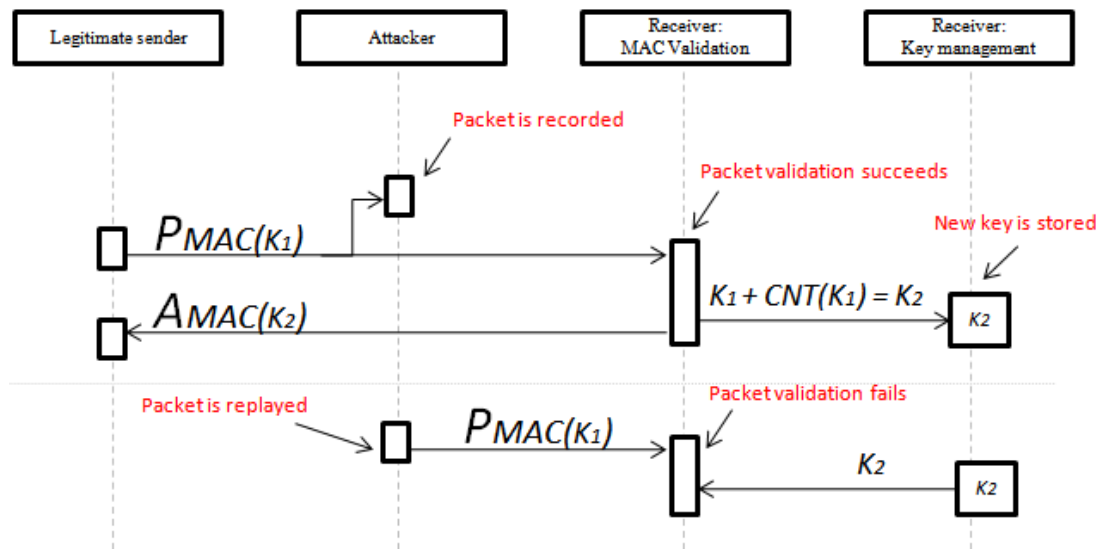 Legitimate sender
Attacker
Receiver:
MAC Validation
Receiver:
Key management
Packet is recorded
Packet validation succeeds
New key is stored
PMAC(K1)
K1 + CNT(K1) = K2
K2
AMAC(K2)
Packet is replayed
Packet validation fails
PMAC(K1)
K2
K2